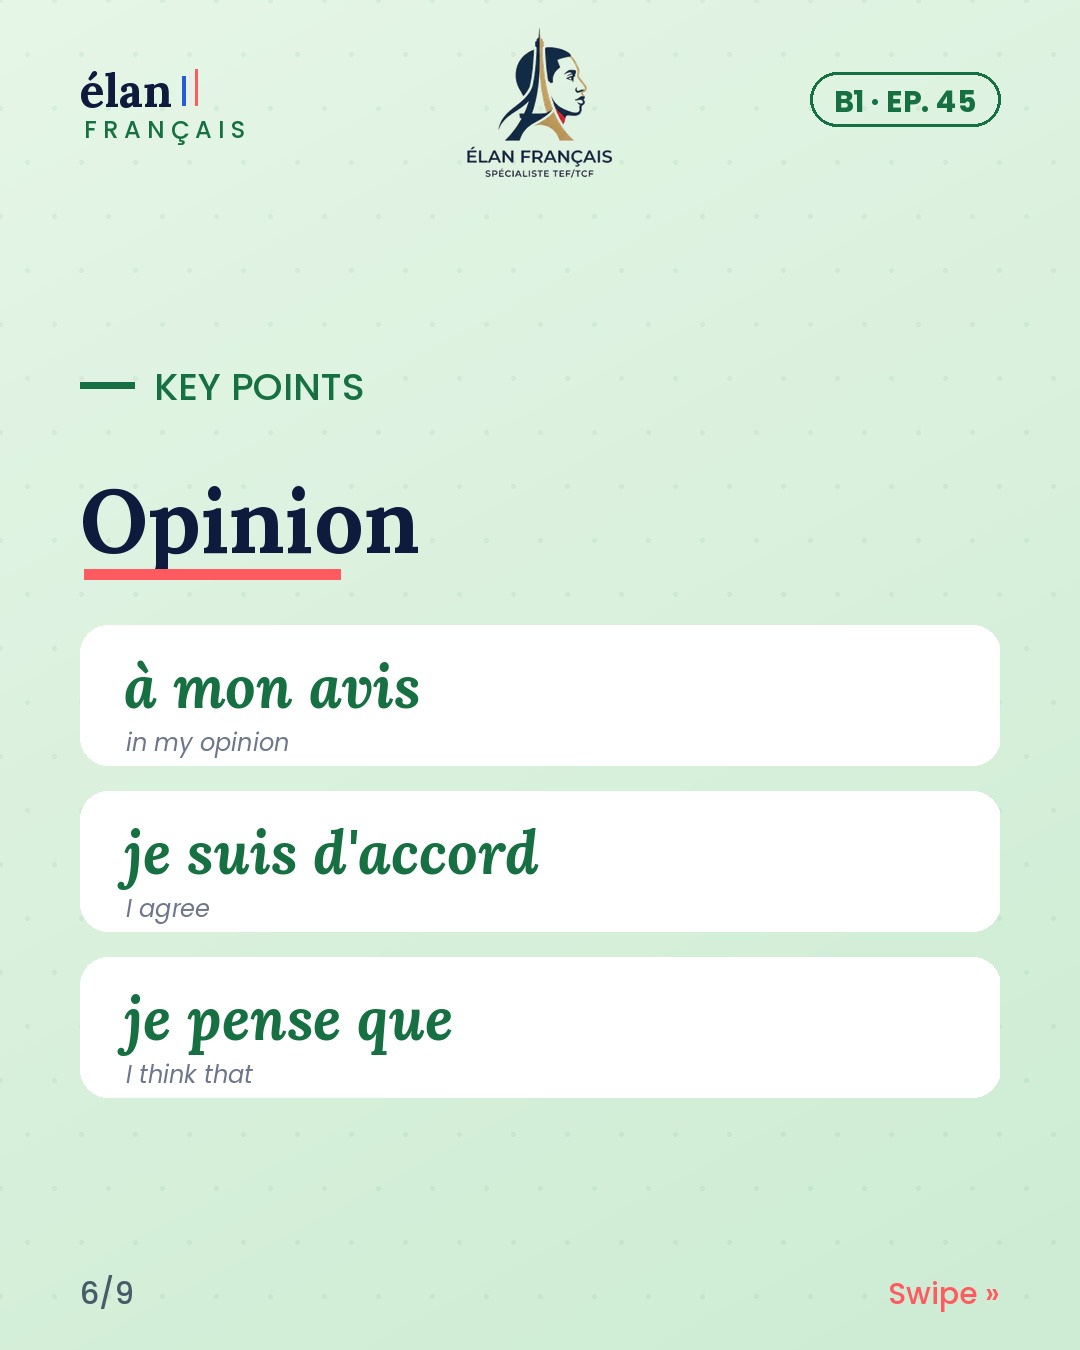 élan
FRANÇAIS
ÉLAN FRANÇAIS
SPÉCIALISTE TEF/TCF
B1 · EP. 45
KEY POINTS
Opinion
à mon avis
in my opinion
je suis d'accord
I agree
je pense que
I think that
6/9
Swipe »